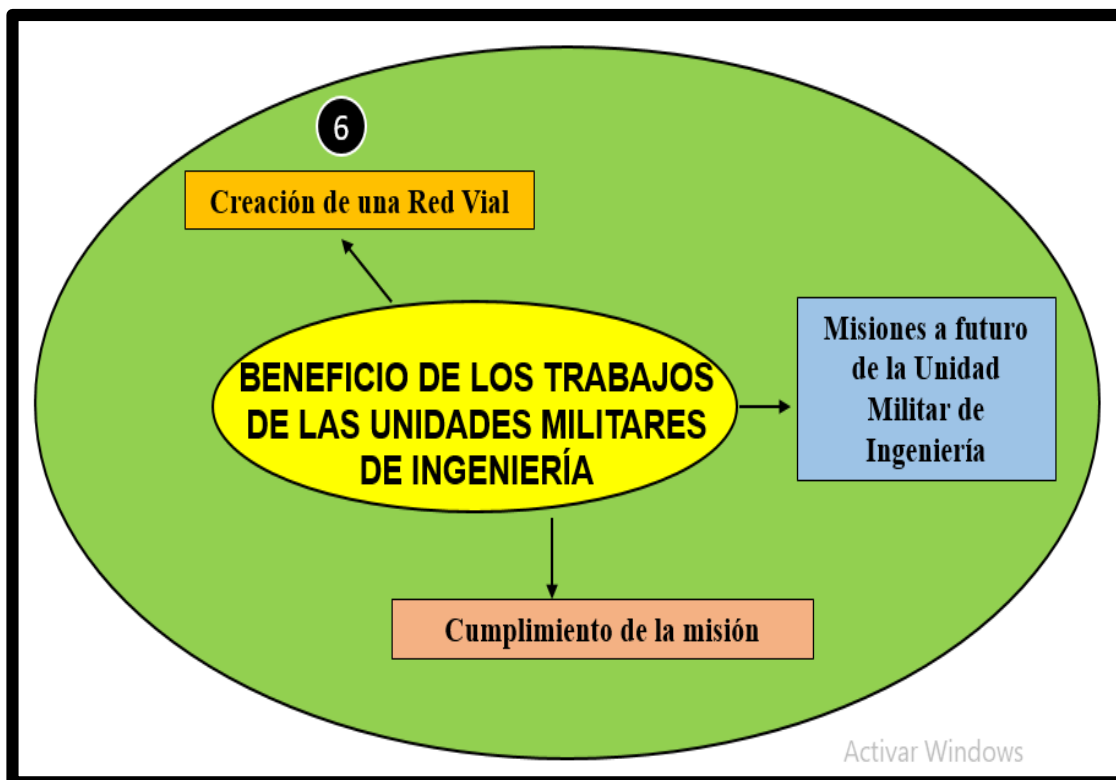 6
Creación de una Red Vial
BENEFICIO DE LOS TRABAJOS
DE LAS UNIDADES MILITARES
DE INGENIERÍA
Misiones a futuro
de la Unidad
Militar de
Ingeniería
Cumplimiento de la misión
Activar Windows